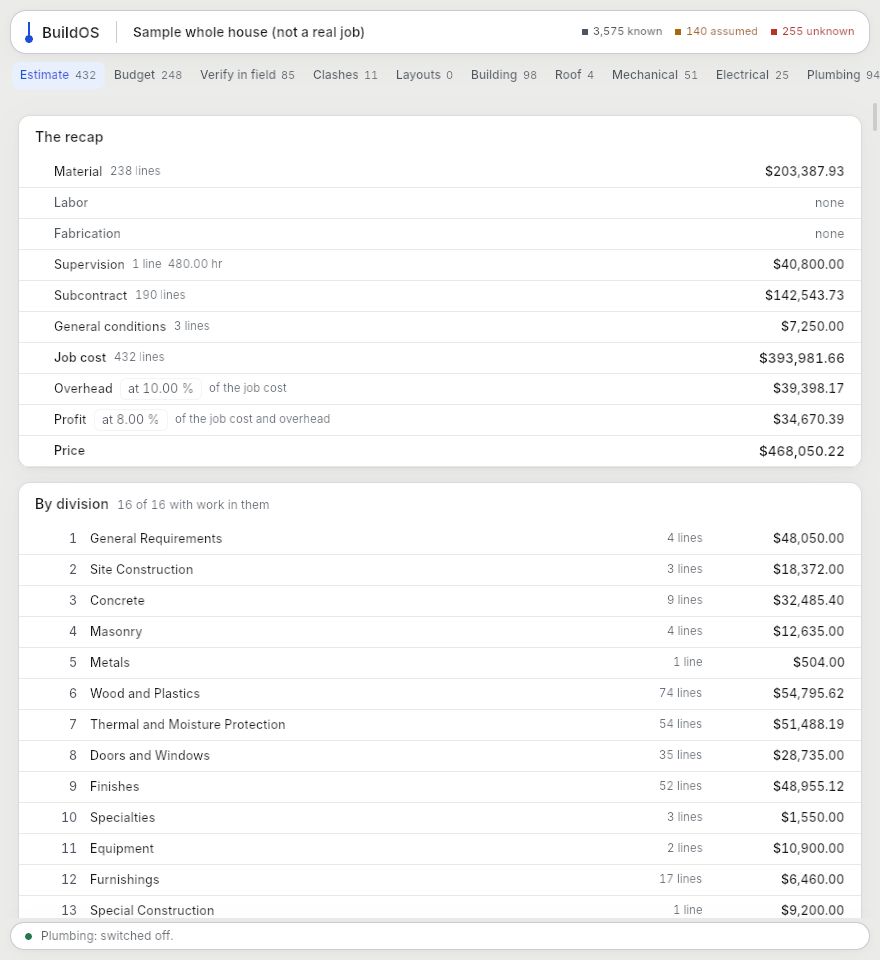 BuildOS Sample whole house (not a real job) 3,575 known 140 assumed 255 unknown
Estimate 432 Budget 248 Verify in field 85 Clashes 11 Layouts 0 Building 98 Roof 4 Mechanical 51 Electrical 25 Plumbing 94
The recap
Material 238 lines $203,387.93
Labor none
Fabrication none
Supervision 1 line 480.00 hr $40,800.00
Subcontract 190 lines $142,543.73
General conditions 3 lines $7,250.00
Job cost 432 lines $393,981.66
Overhead at 10.00 % of the job cost $39,398.17
Profit at 8.00 % of the job cost and overhead $34,670.39
Price $468,050.22
By division 16 of 16 with work in them
1 General Requirements 4 lines $48,050.00
2 Site Construction 3 lines $18,372.00
3 Concrete 9 lines $32,485.40
4 Masonry 4 lines $12,635.00
5 Metals 1 line $504.00
6 Wood and Plastics 74 lines $54,795.62
7 Thermal and Moisture Protection 54 lines $51,488.19
8 Doors and Windows 35 lines $28,735.00
9 Finishes 52 lines $48,955.12
10 Specialties 3 lines $1,550.00
11 Equipment 2 lines $10,900.00
12 Furnishings 17 lines $6,460.00
13 Special Construction 1 line $9,200.00
Plumbing: switched off.